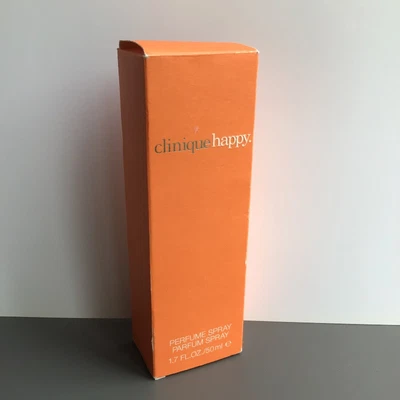 clinique happy.
PERFUME SPRAY
PARFUM SPRAY
1.7 FL.OZ./50ml ℮